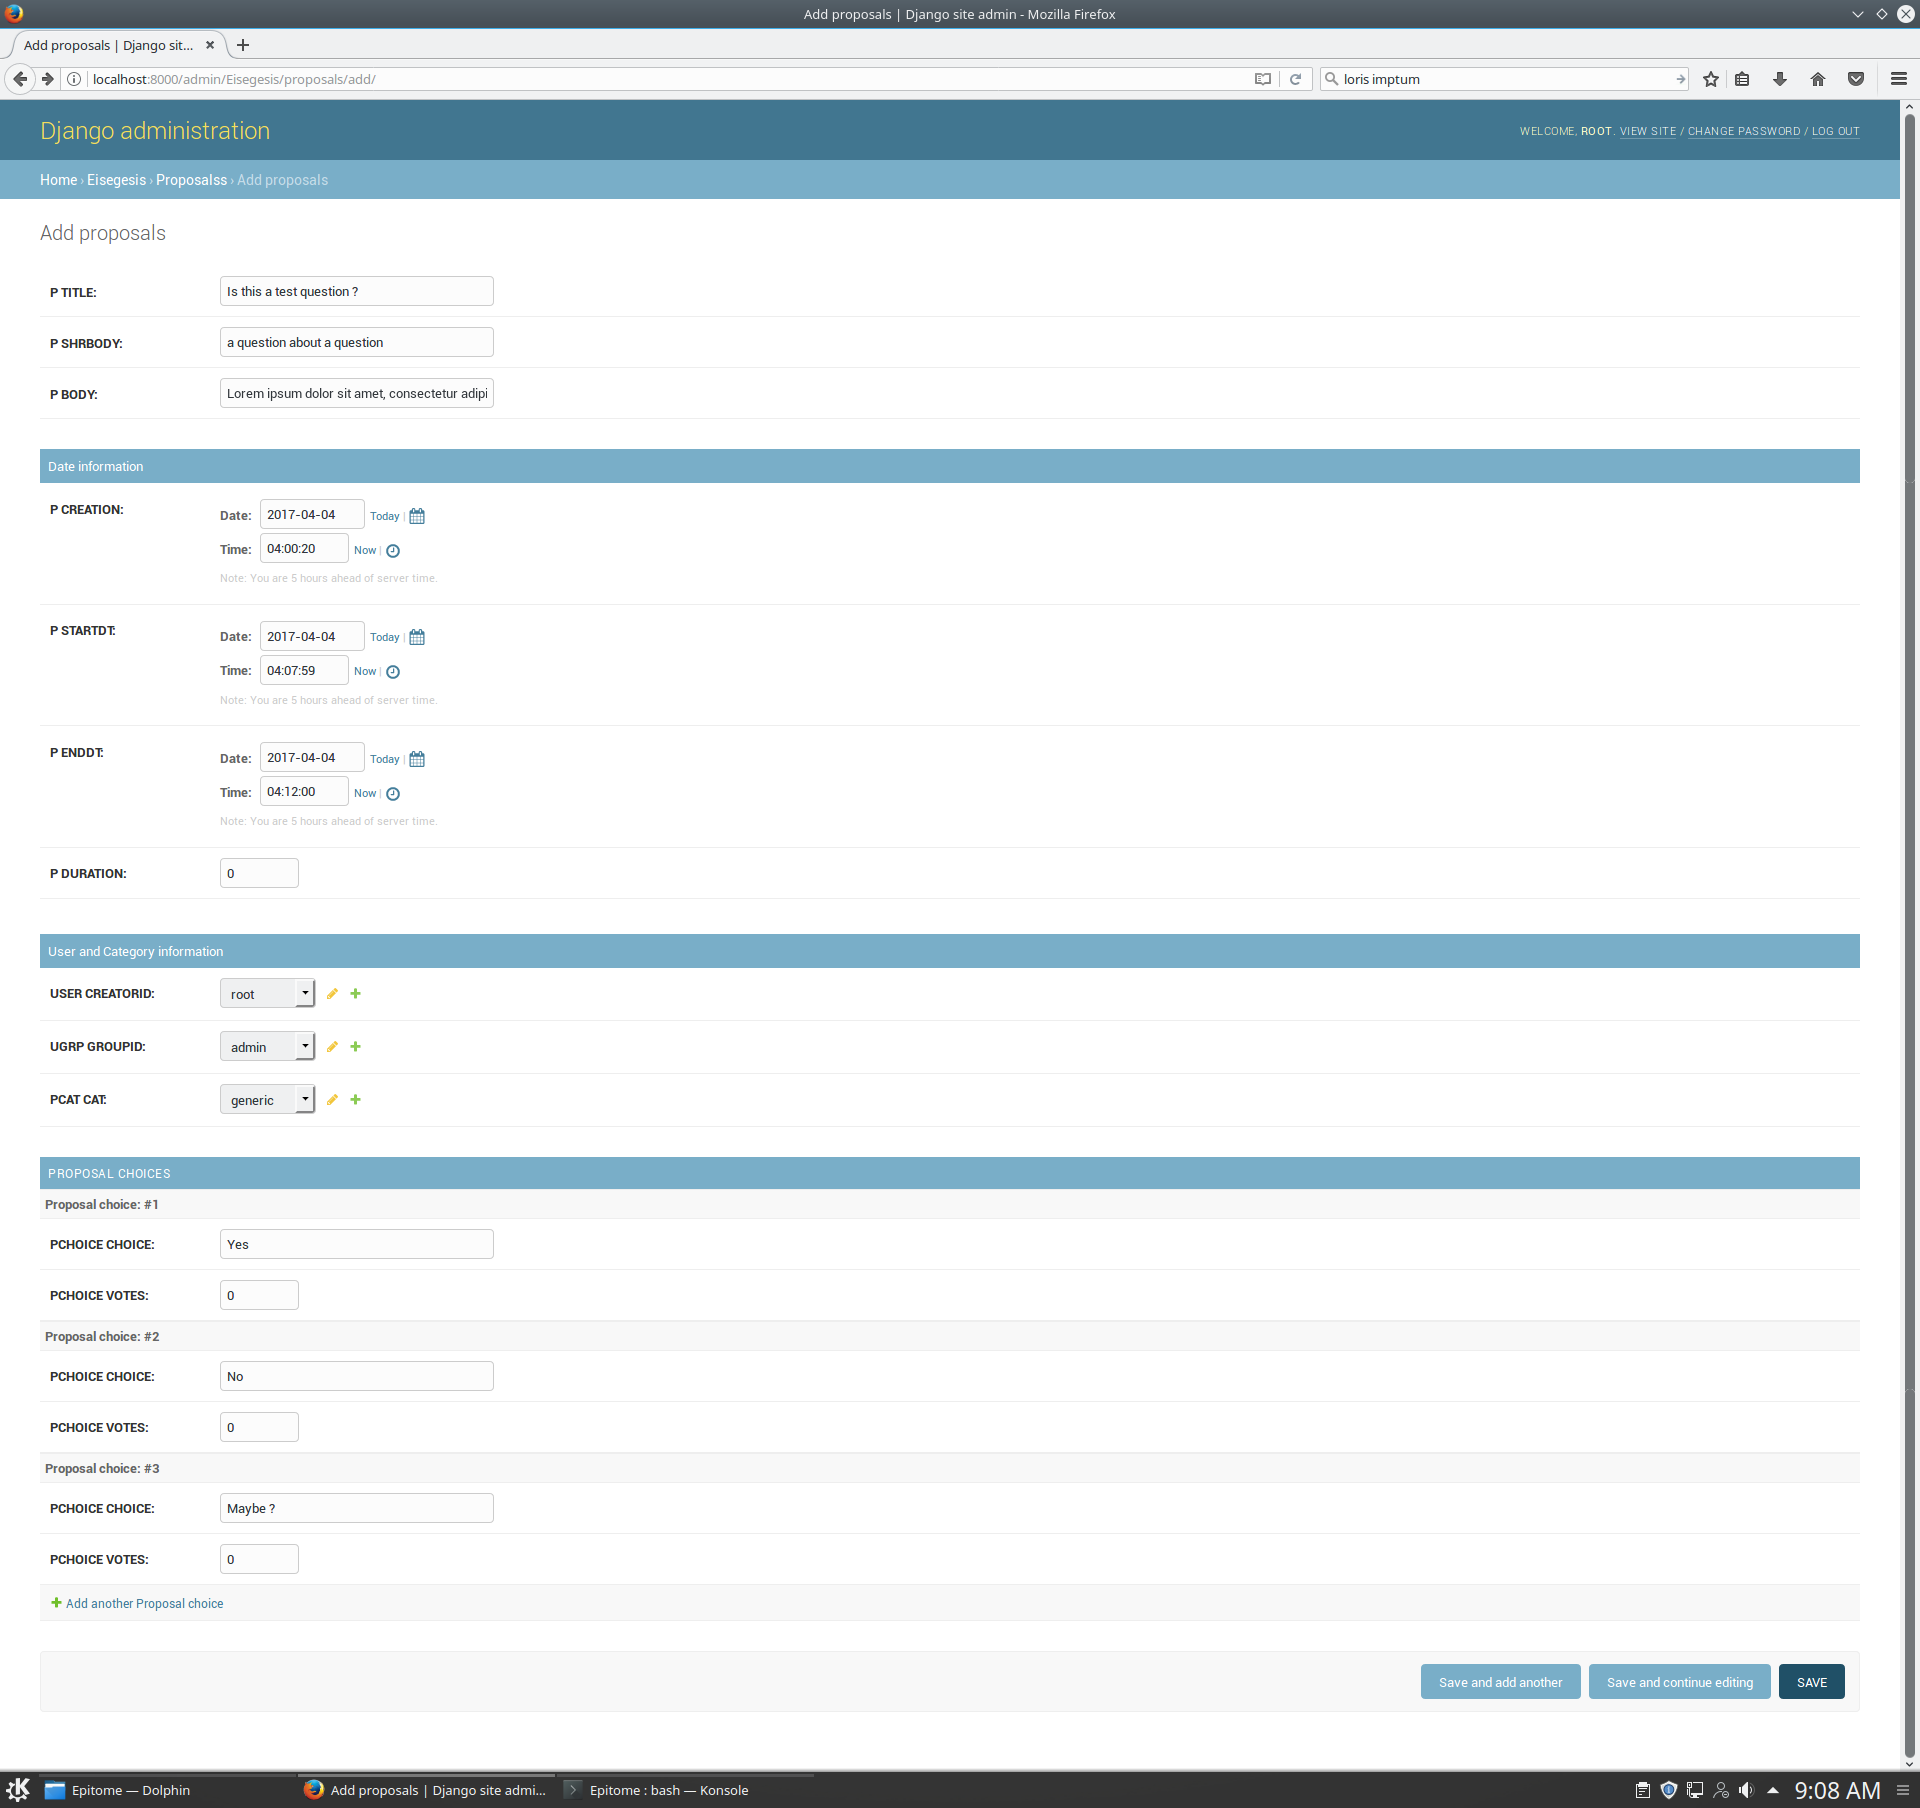 Add proposals | Django site admin - Mozilla Firefox
Add proposals | Django sit...
localhost:8000/admin/Eisegesis/proposals/add/
loris imptum
Django administration
WELCOME, ROOT. VIEW SITE / CHANGE PASSWORD / LOG OUT
Home › Eisegesis › Proposalss › Add proposals
Add proposals
P TITLE: Is this a test question ?
P SHRBODY: a question about a question
P BODY: Lorem ipsum dolor sit amet, consectetur adipi
Date information
P CREATION: Date: 2017-04-04 Today |
Time: 04:00:20 Now |
Note: You are 5 hours ahead of server time.
P STARTDT: Date: 2017-04-04 Today |
Time: 04:07:59 Now |
Note: You are 5 hours ahead of server time.
P ENDDT: Date: 2017-04-04 Today |
Time: 04:12:00 Now |
Note: You are 5 hours ahead of server time.
P DURATION: 0
User and Category information
USER CREATORID: root
UGRP GROUPID: admin
PCAT CAT: generic
PROPOSAL CHOICES
Proposal choice: #1
PCHOICE CHOICE: Yes
PCHOICE VOTES: 0
Proposal choice: #2
PCHOICE CHOICE: No
PCHOICE VOTES: 0
Proposal choice: #3
PCHOICE CHOICE: Maybe ?
PCHOICE VOTES: 0
Add another Proposal choice
Save and add another Save and continue editing SAVE
Epitome — Dolphin Add proposals | Django site admi... Epitome : bash — Konsole 9:08 AM